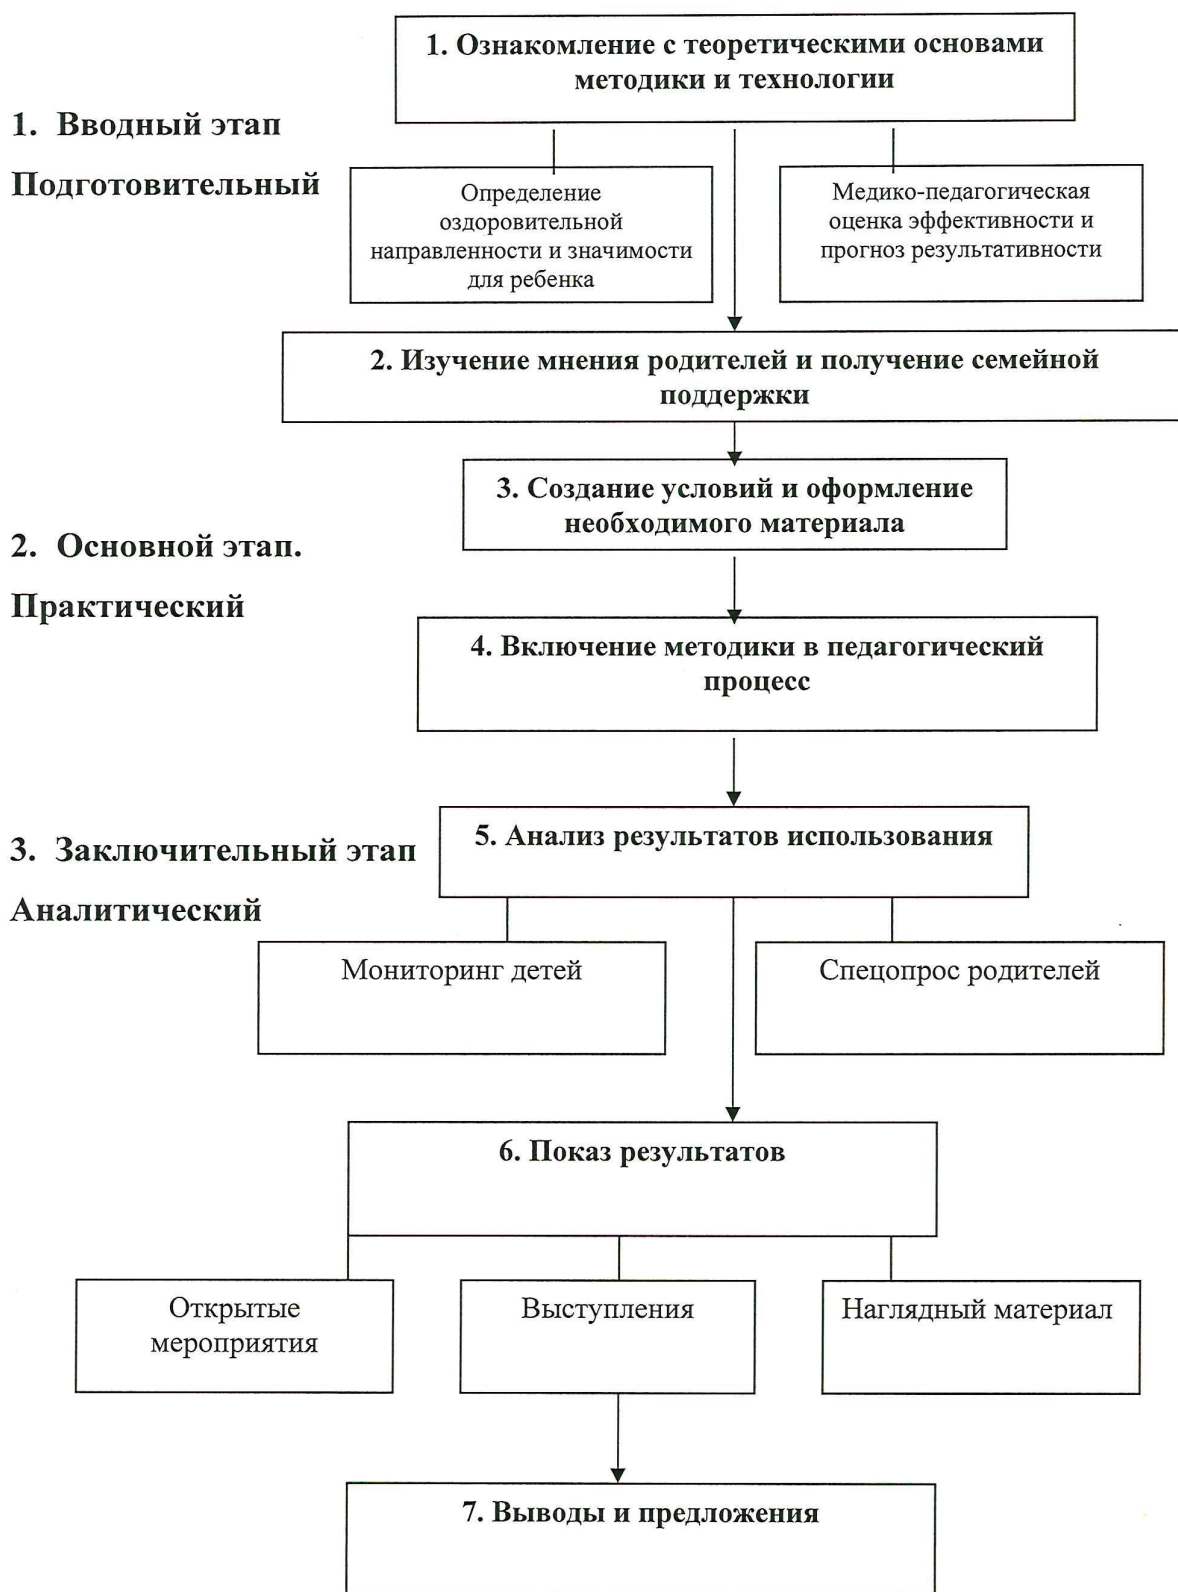 1. Ознакомление с теоретическими основами
методики и технологии
1. Вводный этап
Подготовительный
Определение
оздоровительной
направленности и значимости
для ребенка
Медико-педагогическая
оценка эффективности и
прогноз результативности
2. Изучение мнения родителей и получение семейной
поддержки
3. Создание условий и оформление
необходимого материала
2. Основной этап.
Практический
4. Включение методики в педагогический
процесс
5. Анализ результатов использования
3. Заключительный этап
Аналитический
Мониторинг детей
Спецопрос родителей
6. Показ результатов
Открытые
мероприятия
Выступления
Наглядный материал
7. Выводы и предложения